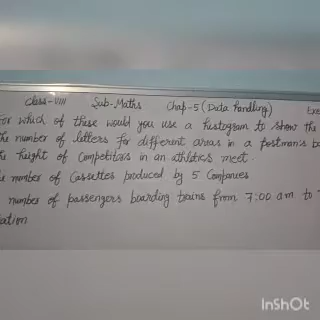 Class-VIII Sub-Maths Chap-5 (Data handling)
For which of these would you use a histogram to show the
the number of letters for different areas in a postman's
the height of competitors in an athletics meet.
number of Cassettes produced by 5 Companies
number of passengers boarding trains from 7:00 am to
InShOt